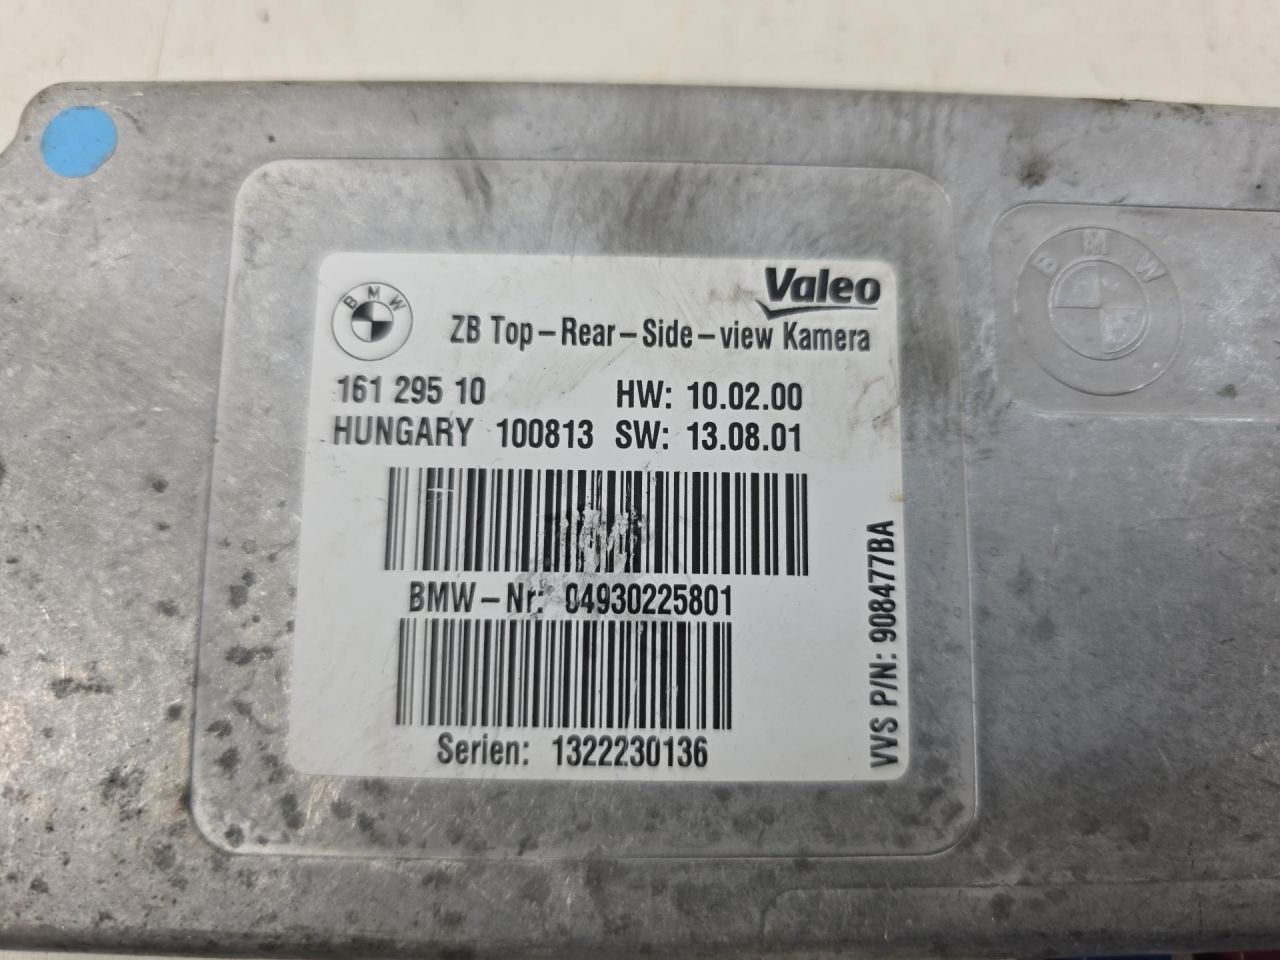 BMW
Valeo
ZB Top-Rear-Side-view Kamera
161 295 10 HW: 10.02.00
HUNGARY 100813 SW: 13.08.01
BMW-Nr: 04930225801
Serien: 1322230136
VVS P/N: 908477BA
BMW